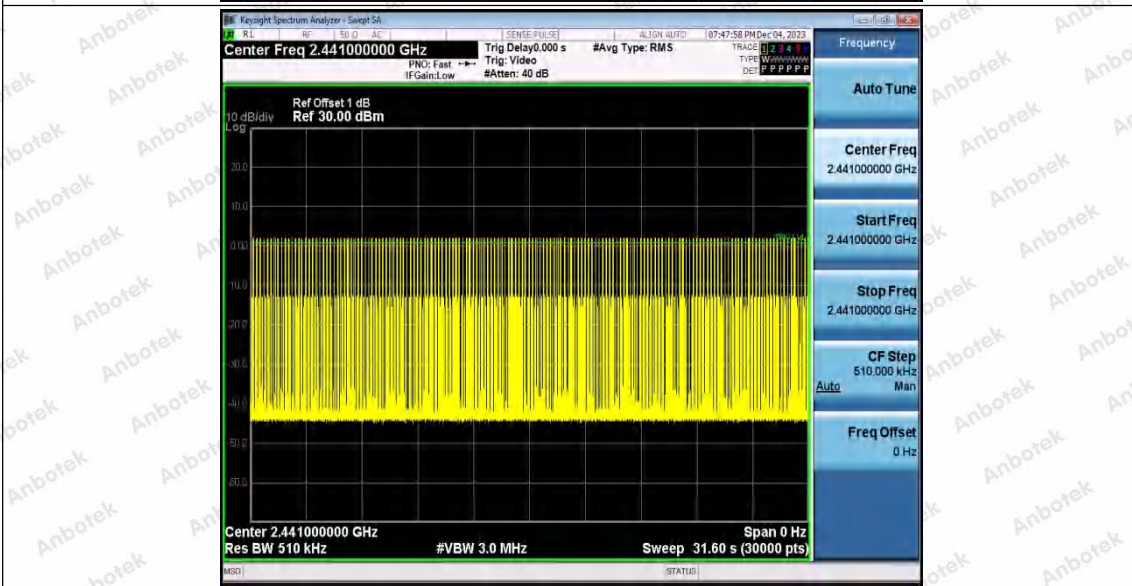 Keysight Spectrum Analyzer - Swept SA
RL RF 50 Ω AC SENSE:PULSE ALIGN AUTO 07:47:58 PM Dec 04, 2023
Center Freq 2.441000000 GHz
PNO: Fast
IFGain:Low
Trig Delay0.000 s
Trig: Video
#Atten: 40 dB
#Avg Type: RMS
TRACE 1 2 3 4 5 6
TYPE
DET P P P P P P
10 dB/div
Log
Ref Offset 1 dB
Ref 30.00 dBm
20.0
10.0
0.00
-10.0
-20.0
-30.0
-40.0
-50.0
-60.0
Center 2.441000000 GHz
Span 0 Hz
Res BW 510 kHz
#VBW 3.0 MHz
Sweep 31.60 s (30000 pts)
MSG
STATUS
Frequency
Auto Tune
Center Freq
2.441000000 GHz
Start Freq
2.441000000 GHz
Stop Freq
2.441000000 GHz
CF Step
510.000 kHz
Auto Man
Freq Offset
0 Hz
Anbotek